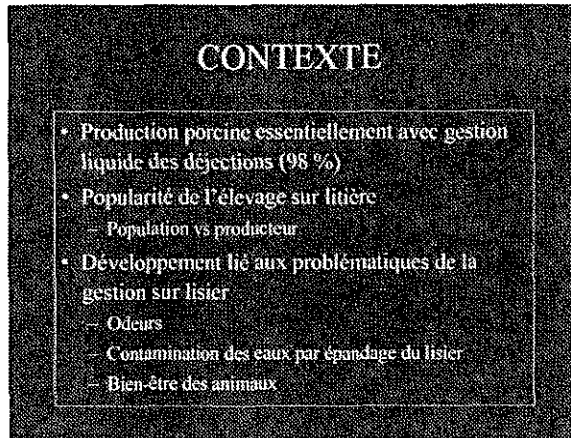 CONTEXTE
• Production porcine essentiellement avec gestion
liquide des déjections (98 %)
• Popularité de l'élevage sur litière
– Population vs producteur
• Développement lié aux problématiques de la
gestion sur lisier
– Odeurs
– Contamination des eaux par épandage du lisier
– Bien-être des animaux